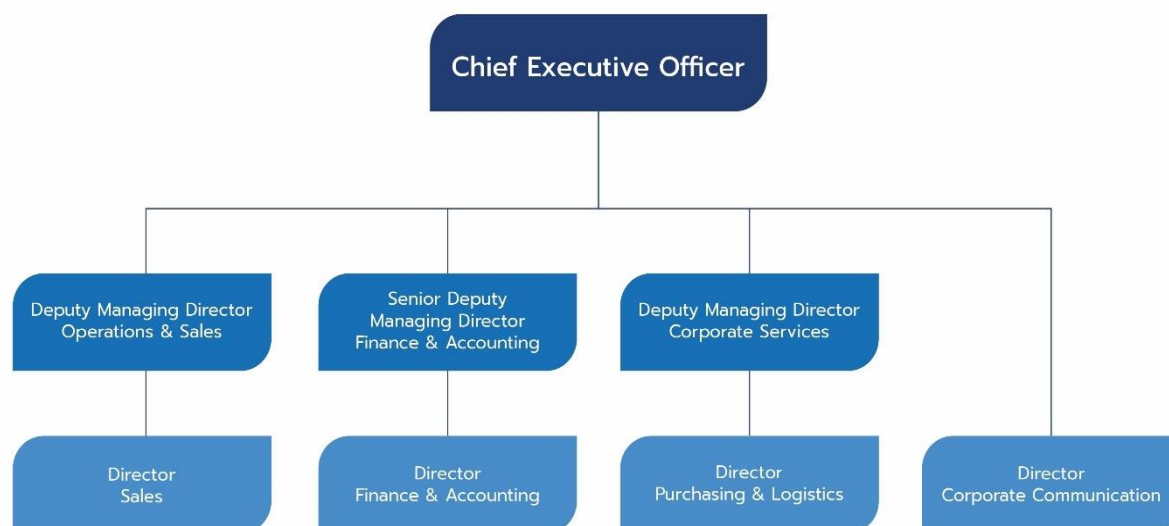 Chief Executive Officer
Deputy Managing Director
Operations & Sales
Senior Deputy
Managing Director
Finance & Accounting
Deputy Managing Director
Corporate Services
Director
Sales
Director
Finance & Accounting
Director
Purchasing & Logistics
Director
Corporate Communication